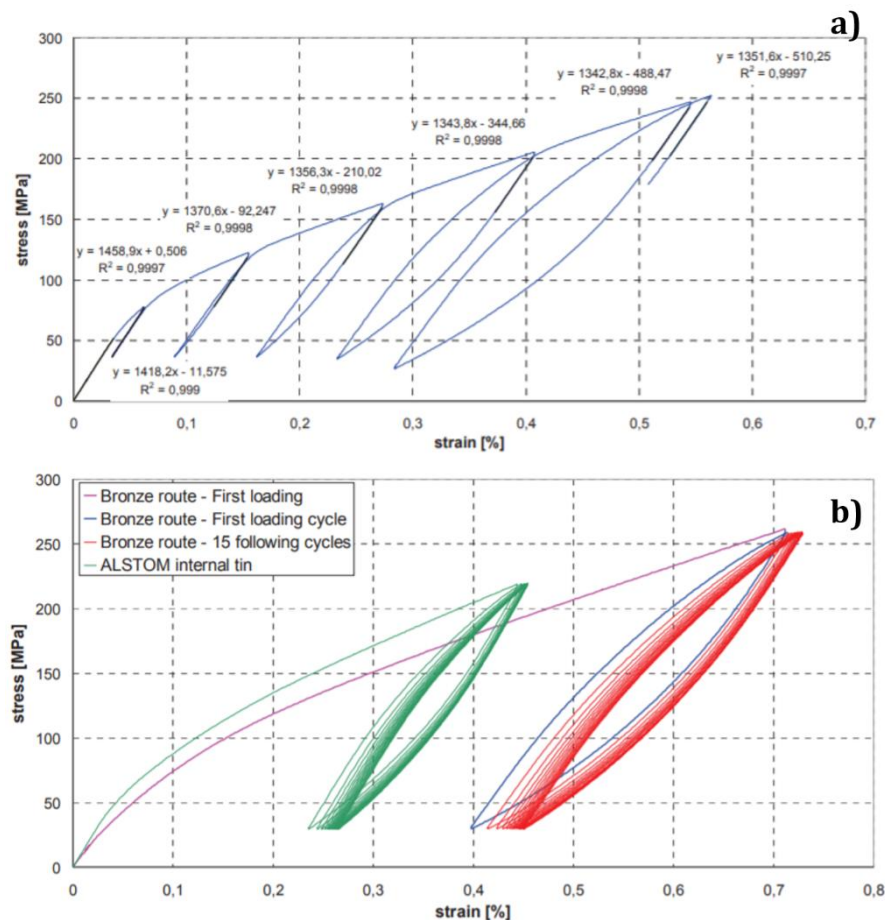 a)
300
250
200
150
100
50
0
stress [MPa]
y = 1458,9x + 0,506
R² = 0,9997
y = 1418,2x - 11,575
R² = 0,999
y = 1370,6x - 92,247
R² = 0,9998
y = 1356,3x - 210,02
R² = 0,9998
y = 1343,8x - 344,66
R² = 0,9998
y = 1342,8x - 488,47
R² = 0,9998
y = 1351,6x - 510,25
R² = 0,9997
0 0,1 0,2 0,3 0,4 0,5 0,6 0,7
strain [%]
b)
300
250
200
150
100
50
0
stress [MPa]
Bronze route - First loading
Bronze route - First loading cycle
Bronze route - 15 following cycles
ALSTOM internal tin
0 0,1 0,2 0,3 0,4 0,5 0,6 0,7 0,8
strain [%]